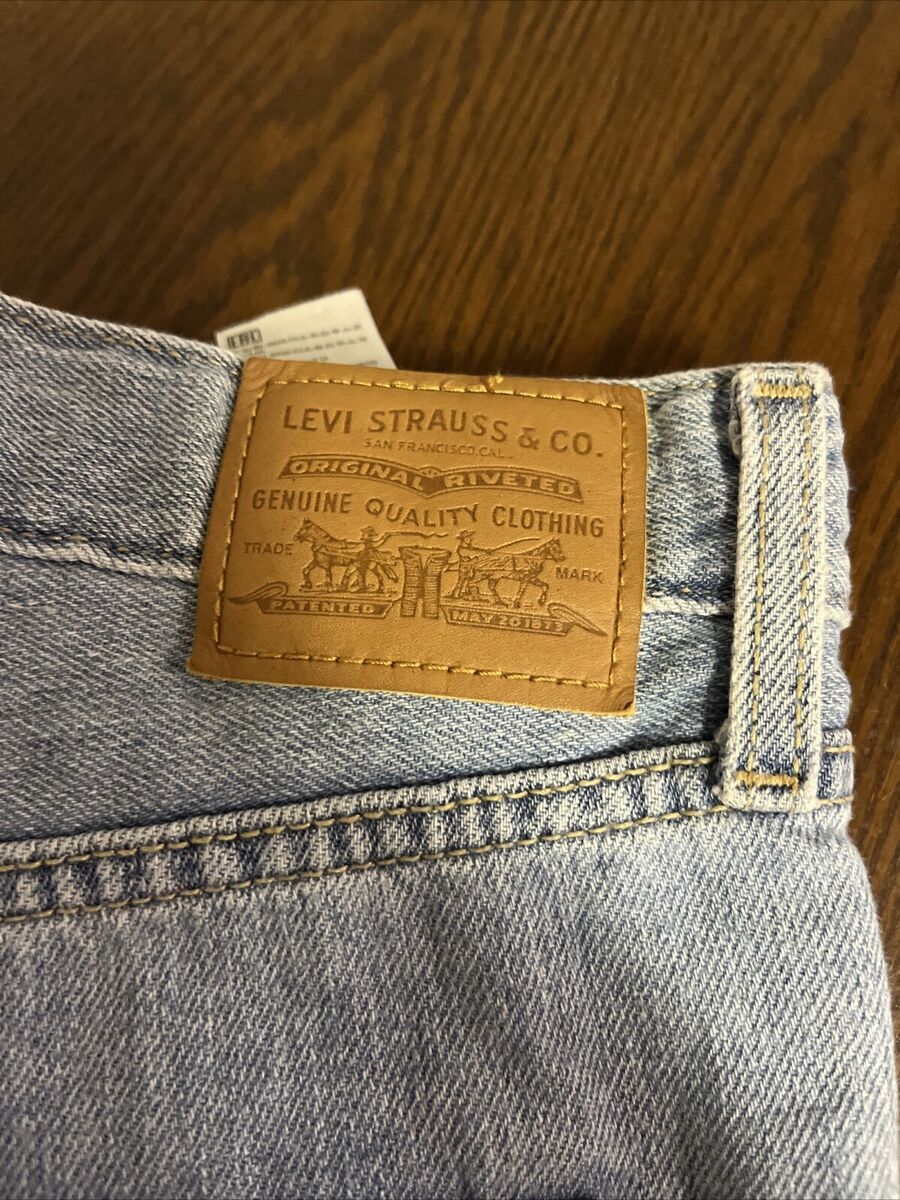 LEVI STRAUSS & CO.
SAN FRANCISCO, CAL.
ORIGINAL RIVETED
GENUINE QUALITY CLOTHING
TRADE MARK
PATENTED MAY 20 1873